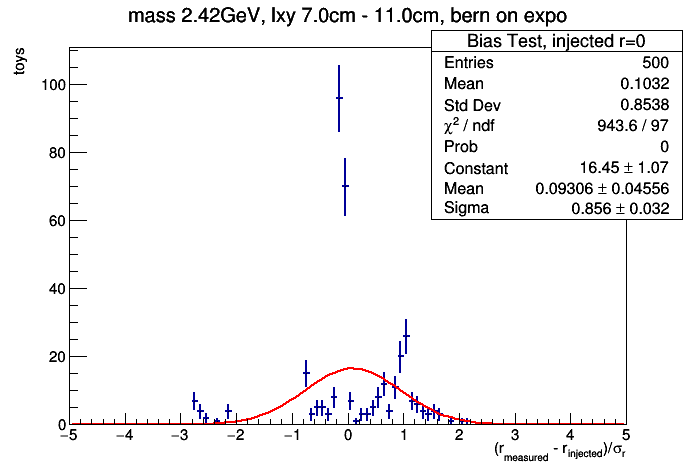 mass 2.42GeV, lxy 7.0cm - 11.0cm, bern on expo
Bias Test, injected r=0
Entries 500
Mean 0.1032
Std Dev 0.8538
χ² / ndf 943.6 / 97
Prob 0
Constant 16.45 ± 1.07
Mean 0.09306 ± 0.04556
Sigma 0.856 ± 0.032
toys
100
80
60
40
20
0
−5 −4 −3 −2 −1 0 1 2 3 4 5
(r_measured - r_injected)/σ_r